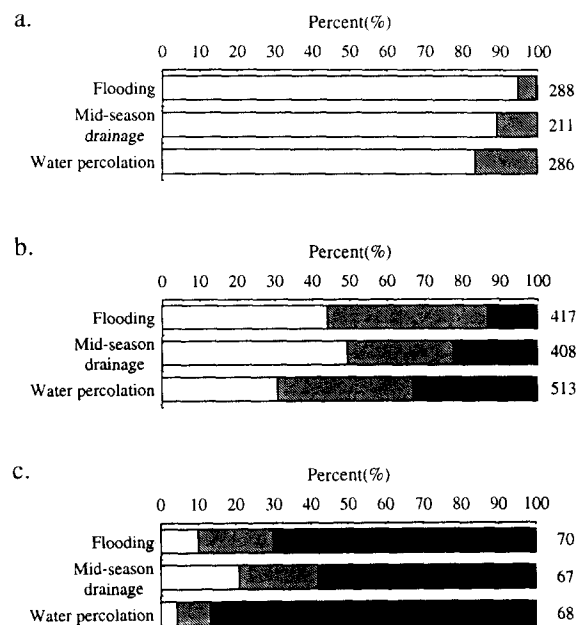 a.
Percent(%)
0 10 20 30 40 50 60 70 80 90 100
Flooding 288
Mid-season
drainage 211
Water percolation 286
b.
Percent(%)
0 10 20 30 40 50 60 70 80 90 100
Flooding 417
Mid-season
drainage 408
Water percolation 513
c.
Percent(%)
0 10 20 30 40 50 60 70 80 90 100
Flooding 70
Mid-season
drainage 67
Water percolation 68